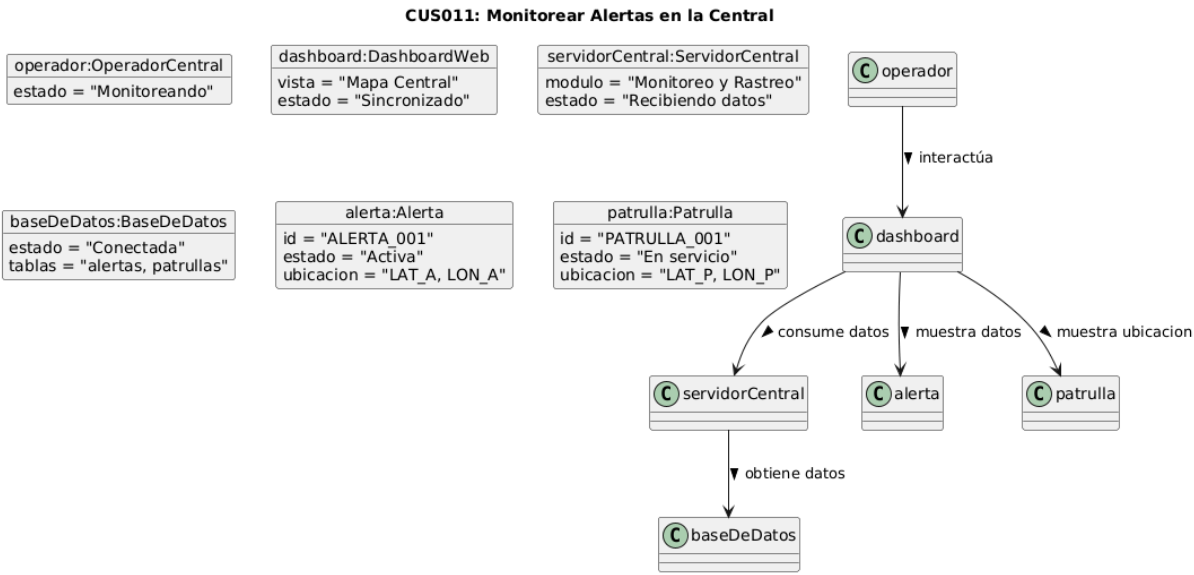 CUS011: Monitorear Alertas en la Central
operador:OperadorCentral
estado = "Monitoreando"
dashboard:DashboardWeb
vista = "Mapa Central"
estado = "Sincronizado"
servidorCentral:ServidorCentral
modulo = "Monitoreo y Rastreo"
estado = "Recibiendo datos"
C operador
interactúa
baseDeDatos:BaseDeDatos
estado = "Conectada"
tablas = "alertas, patrullas"
alerta:Alerta
id = "ALERTA_001"
estado = "Activa"
ubicacion = "LAT_A, LON_A"
patrulla:Patrulla
id = "PATRULLA_001"
estado = "En servicio"
ubicacion = "LAT_P, LON_P"
C dashboard
consume datos
muestra datos
muestra ubicacion
C servidorCentral
C alerta
C patrulla
obtiene datos
C baseDeDatos